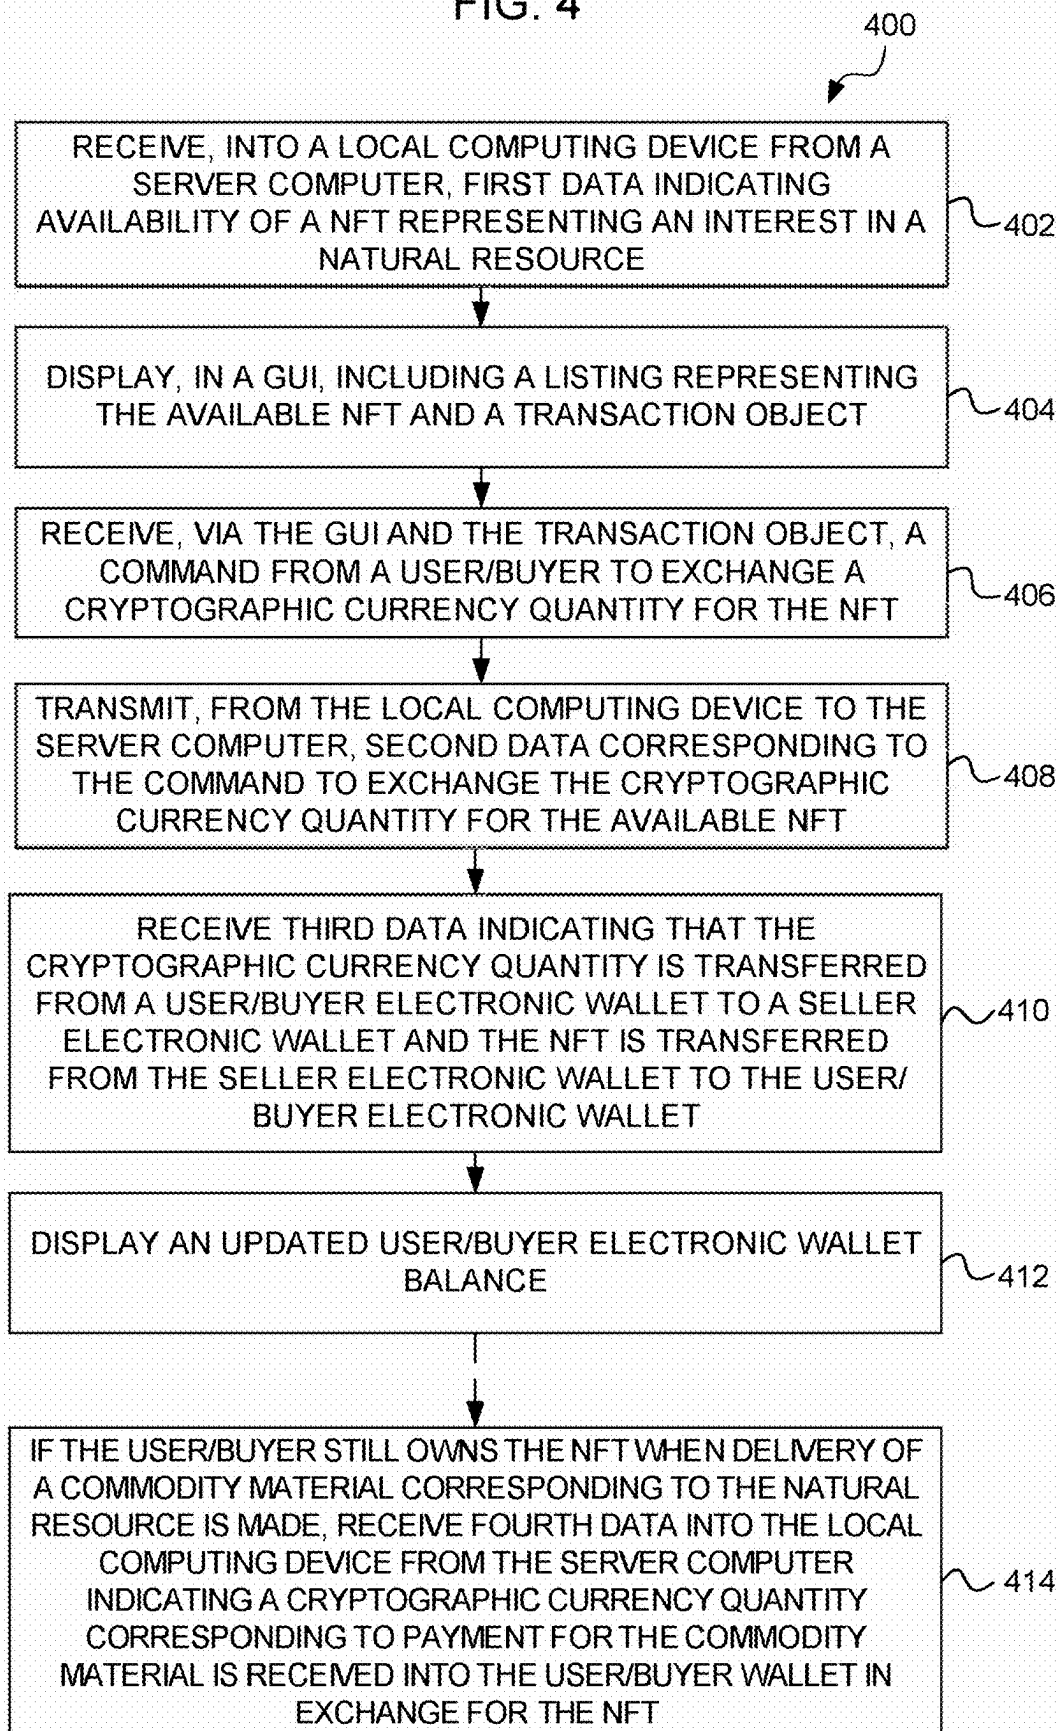 FIG. 4
400
RECEIVE, INTO A LOCAL COMPUTING DEVICE FROM A
SERVER COMPUTER, FIRST DATA INDICATING
AVAILABILITY OF A NFT REPRESENTING AN INTEREST IN A
NATURAL RESOURCE
402
DISPLAY, IN A GUI, INCLUDING A LISTING REPRESENTING
THE AVAILABLE NFT AND A TRANSACTION OBJECT
404
RECEIVE, VIA THE GUI AND THE TRANSACTION OBJECT, A
COMMAND FROM A USER/BUYER TO EXCHANGE A
CRYPTOGRAPHIC CURRENCY QUANTITY FOR THE NFT
406
TRANSMIT, FROM THE LOCAL COMPUTING DEVICE TO THE
SERVER COMPUTER, SECOND DATA CORRESPONDING TO
THE COMMAND TO EXCHANGE THE CRYPTOGRAPHIC
CURRENCY QUANTITY FOR THE AVAILABLE NFT
408
RECEIVE THIRD DATA INDICATING THAT THE
CRYPTOGRAPHIC CURRENCY QUANTITY IS TRANSFERRED
FROM A USER/BUYER ELECTRONIC WALLET TO A SELLER
ELECTRONIC WALLET AND THE NFT IS TRANSFERRED
FROM THE SELLER ELECTRONIC WALLET TO THE USER/
BUYER ELECTRONIC WALLET
410
DISPLAY AN UPDATED USER/BUYER ELECTRONIC WALLET
BALANCE
412
IF THE USER/BUYER STILL OWNS THE NFT WHEN DELIVERY OF
A COMMODITY MATERIAL CORRESPONDING TO THE NATURAL
RESOURCE IS MADE, RECEIVE FOURTH DATA INTO THE LOCAL
COMPUTING DEVICE FROM THE SERVER COMPUTER
INDICATING A CRYPTOGRAPHIC CURRENCY QUANTITY
CORRESPONDING TO PAYMENT FOR THE COMMODITY
MATERIAL IS RECEIVED INTO THE USER/BUYER WALLET IN
EXCHANGE FOR THE NFT
414